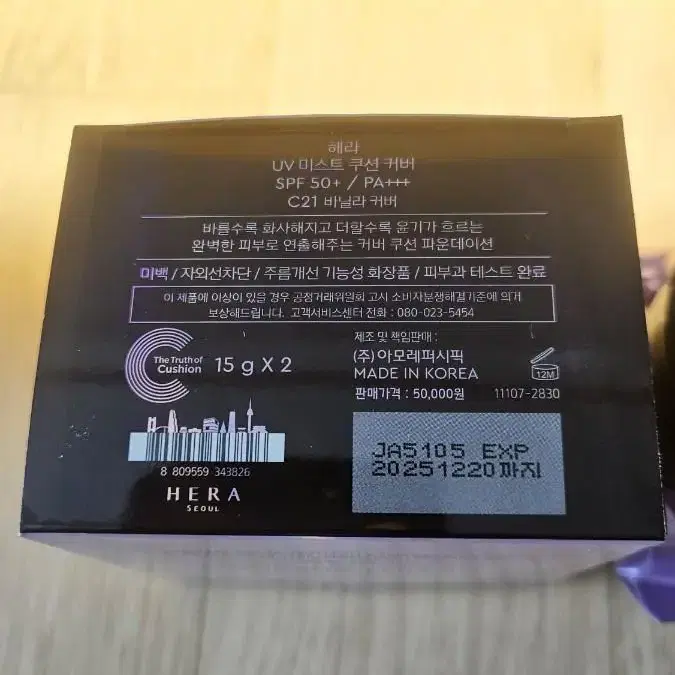 헤라
UV 미스트 쿠션 커버
SPF 50+ / PA+++
C21 바닐라 커버
바를수록 화사해지고 더할수록 윤기가 흐르는
완벽한 피부로 연출해주는 커버 쿠션 파운데이션
미백 / 자외선차단 / 주름개선 기능성 화장품 / 피부과 테스트 완료
이 제품에 이상이 있을 경우 공정거래위원회 고시 소비자분쟁해결기준에 의거
보상해드립니다. 고객서비스센터 전화 : 080-023-5454
The Truth of
Cushion
15 g X 2
제조 및 책임판매 :
(주)아모레퍼시픽
MADE IN KOREA
판매가격 : 50,000원
12M
11107-2830
8 809559 343826
HERA
SEOUL
JA5105 EXP
20251220까지